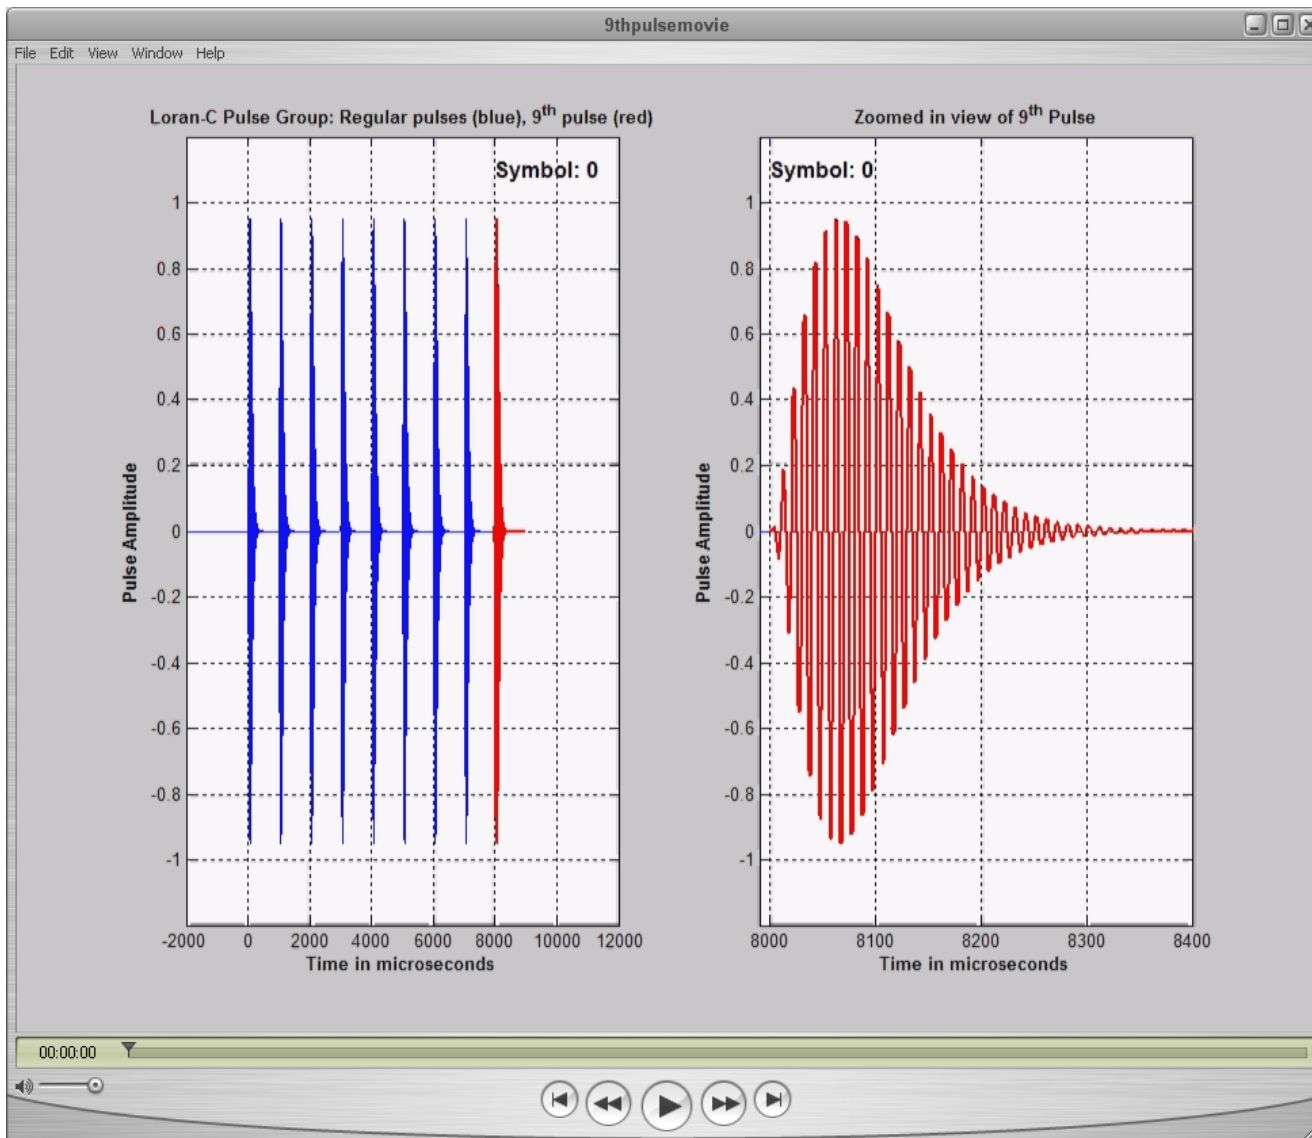 9thpulsemovie
File Edit View Window Help
Loran-C Pulse Group: Regular pulses (blue), 9th pulse (red)
Symbol: 0
1
0.8
0.6
0.4
0.2
0
-0.2
-0.4
-0.6
-0.8
-1
Pulse Amplitude
-2000 0 2000 4000 6000 8000 10000 12000
Time in microseconds
Zoomed in view of 9th Pulse
Symbol: 0
1
0.8
0.6
0.4
0.2
0
-0.2
-0.4
-0.6
-0.8
-1
Pulse Amplitude
8000 8100 8200 8300 8400
Time in microseconds
00:00:00